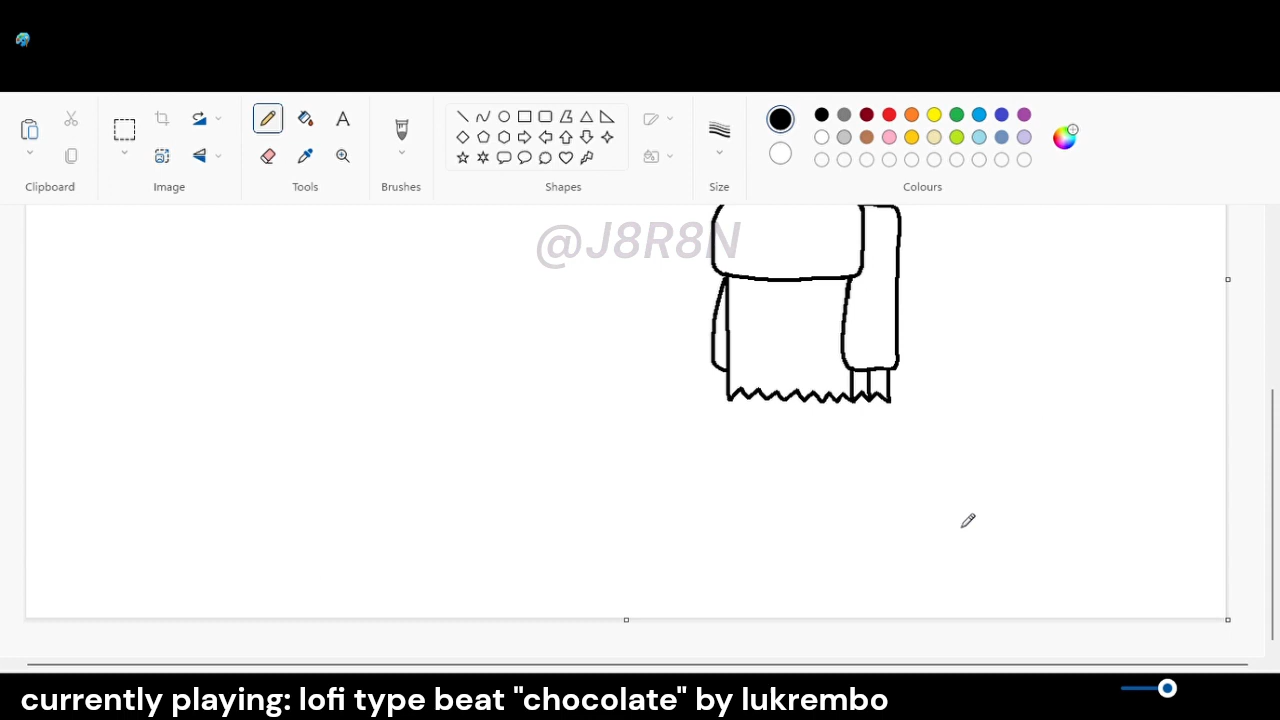 Clipboard
Image
Tools
Brushes
Shapes
Size
Colours
@J8R8N
currently playing: lofi type beat "chocolate" by lukrembo